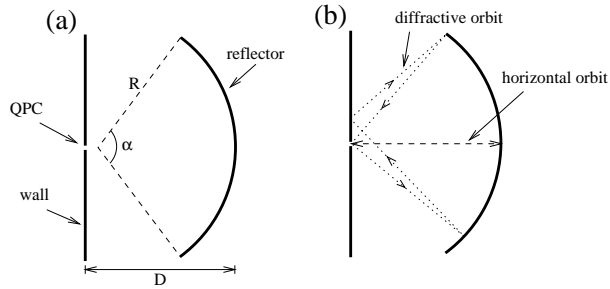 (a)
reflector
R
QPC
α
wall
D
(b)
diffractive orbit
horizontal orbit